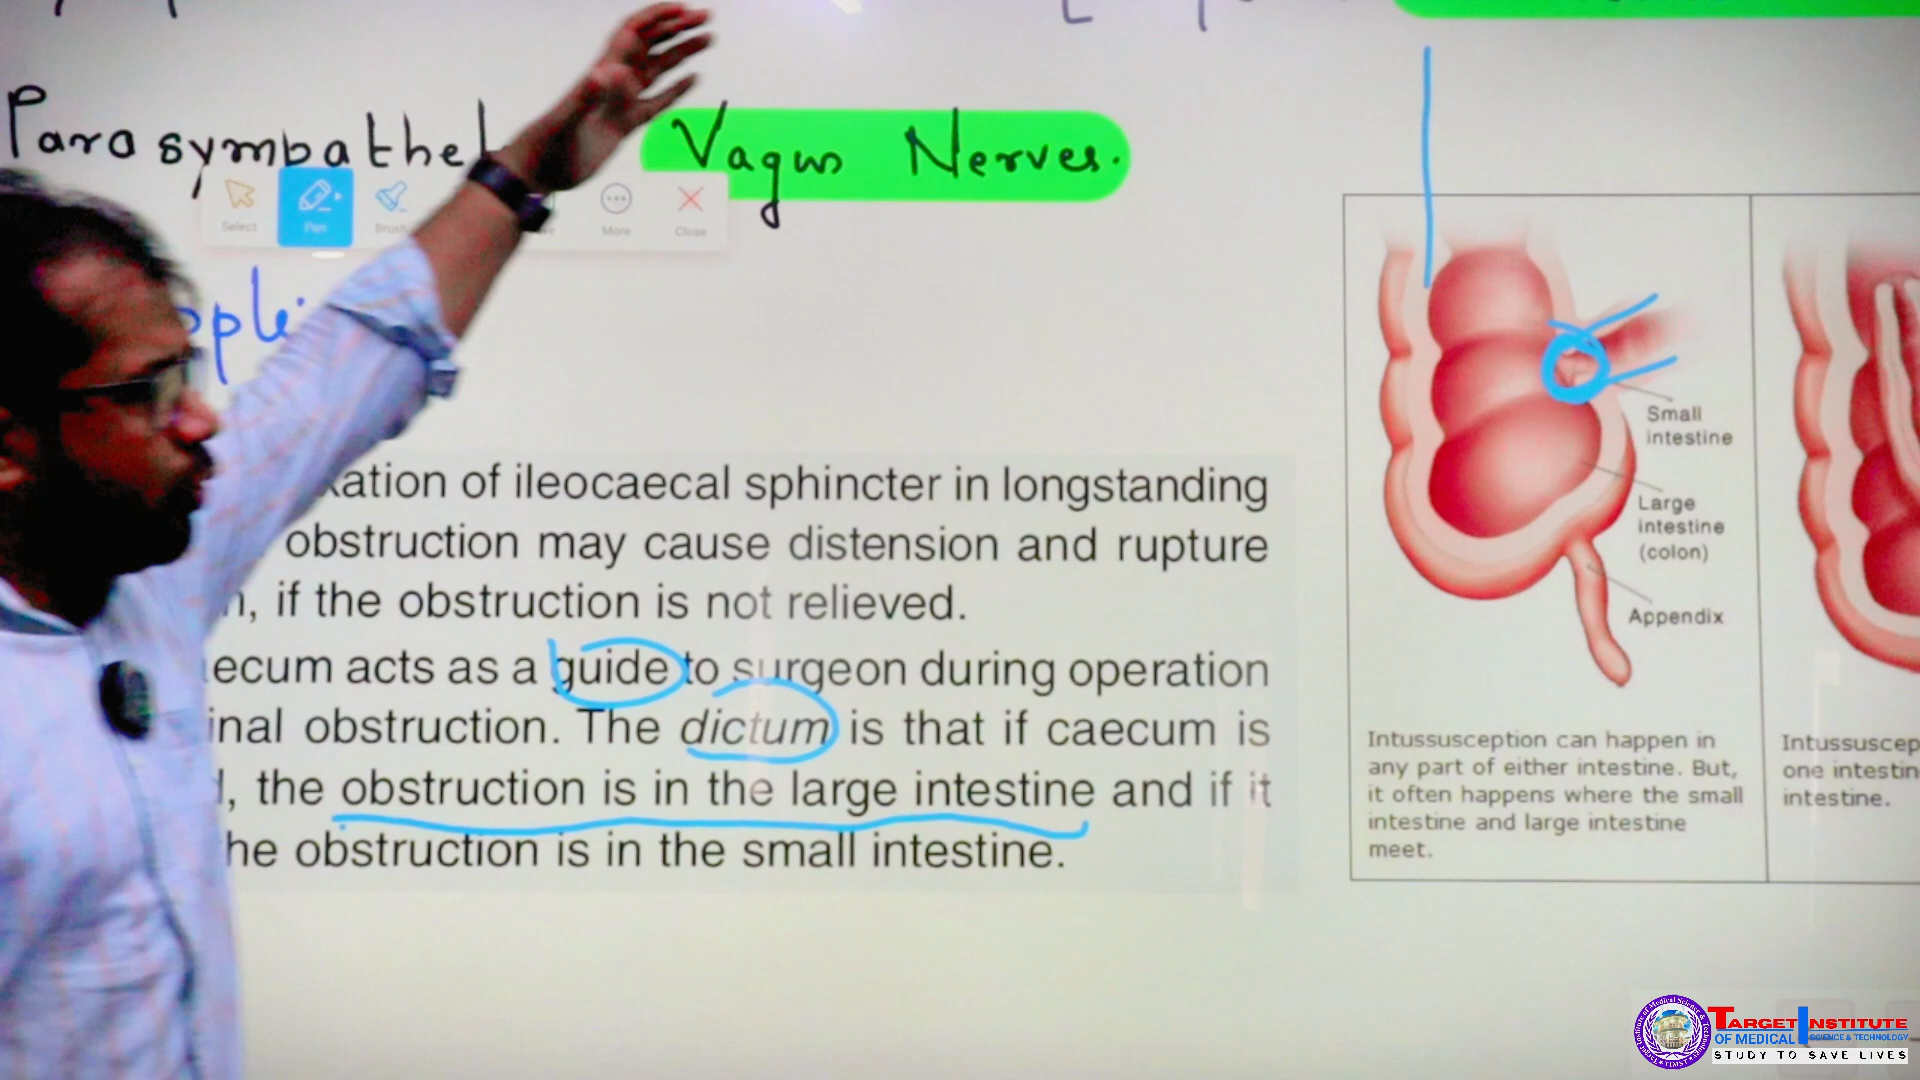 Parasympathet
Vagus Nerves.
Select
Pen
Brush
More
Close
of ileocaecal sphincter in longstanding
obstruction may cause distension and rupture
if the obstruction is not relieved.
acts as a guide to surgeon during operation
obstruction. The dictum is that if caecum is
the obstruction is in the large intestine and if it
obstruction is in the small intestine.
Small
intestine
Large
intestine
(colon)
Appendix
Intussusception can happen in
any part of either intestine. But,
it often happens where the small
intestine and large intestine
meet.
Intussuscep
one intestin
intestine.
TARGET INSTITUTE
OF MEDICAL SCIENCE & TECHNOLOGY
STUDY TO SAVE LIVES